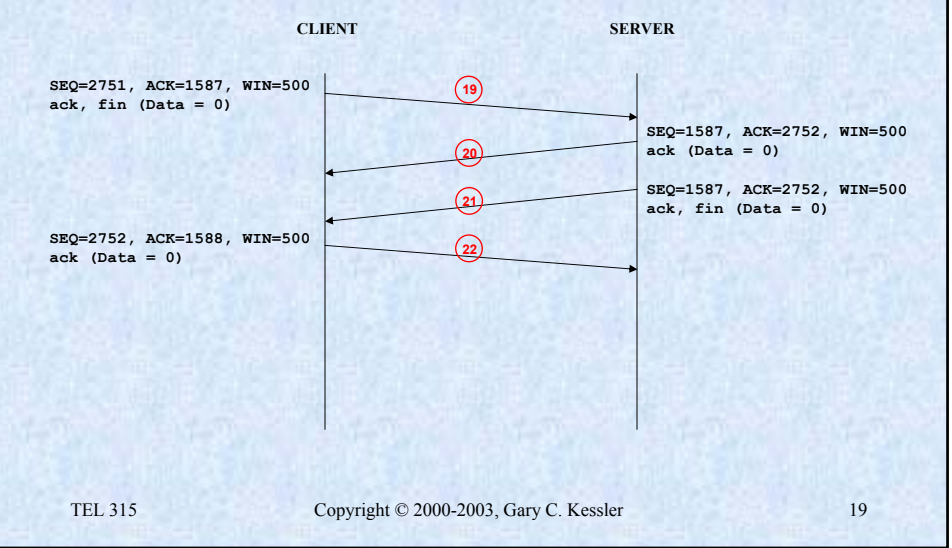 CLIENT SERVER
SEQ=2751, ACK=1587, WIN=500
ack, fin (Data = 0)
19
SEQ=1587, ACK=2752, WIN=500
ack (Data = 0)
20
SEQ=1587, ACK=2752, WIN=500
ack, fin (Data = 0)
21
SEQ=2752, ACK=1588, WIN=500
ack (Data = 0)
22
TEL 315 Copyright © 2000-2003, Gary C. Kessler 19